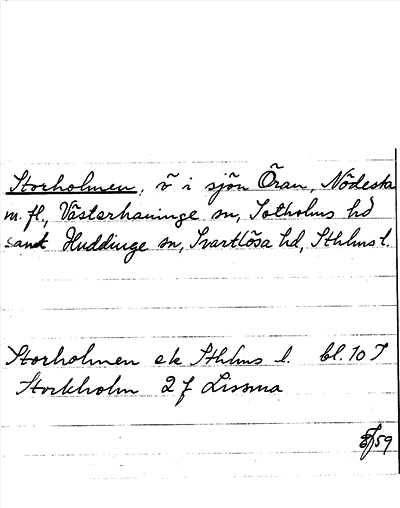 Storholmen, ö i sjön Öran, Nödesta
m. fl., Västerhaninge sn, Sotholms hd
samt Huddinge sn, Svartlösa hd, Sthlms l.
Storholmen ek Sthlms l. bl. 10 J
Stockholm 2 f Lissma
59